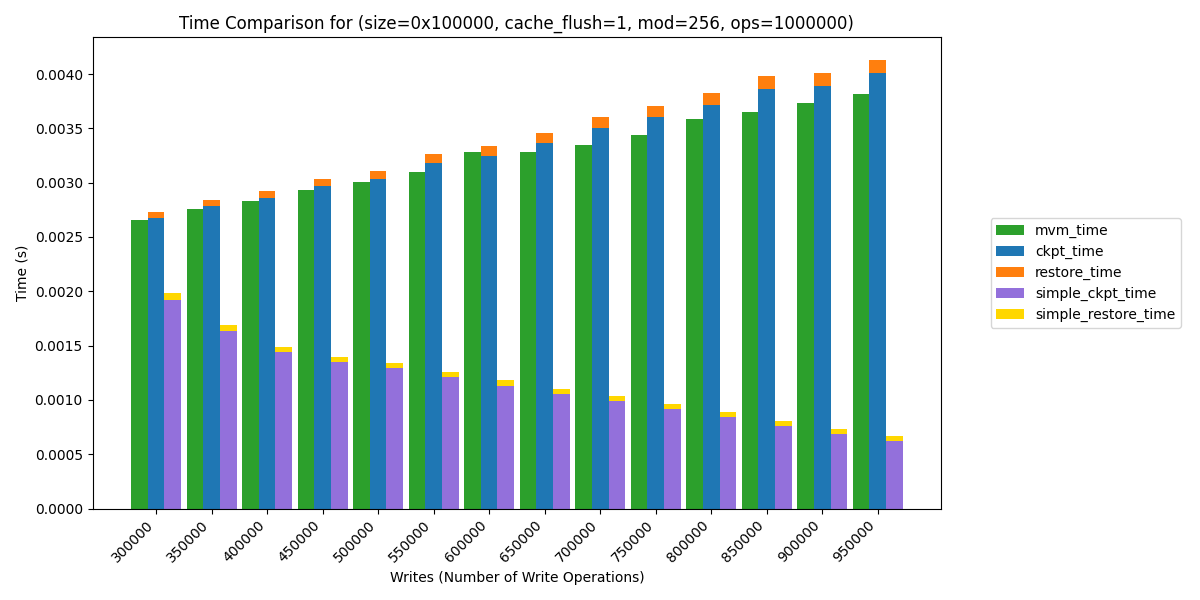 Time Comparison for (size=0x100000, cache_flush=1, mod=256, ops=1000000)
Time (s)
0.0040
0.0035
0.0030
0.0025
0.0020
0.0015
0.0010
0.0005
0.0000
300000
350000
400000
450000
500000
550000
600000
650000
700000
750000
800000
850000
900000
950000
Writes (Number of Write Operations)
mvm_time
ckpt_time
restore_time
simple_ckpt_time
simple_restore_time